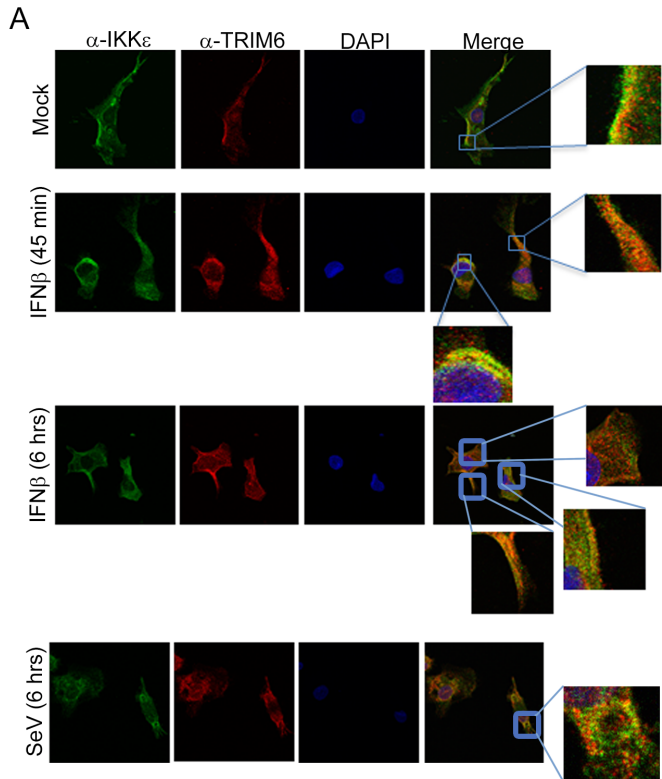 A
α-IKKε α-TRIM6 DAPI Merge
Mock
IFNβ (45 min)
IFNβ (6 hrs)
SeV (6 hrs)